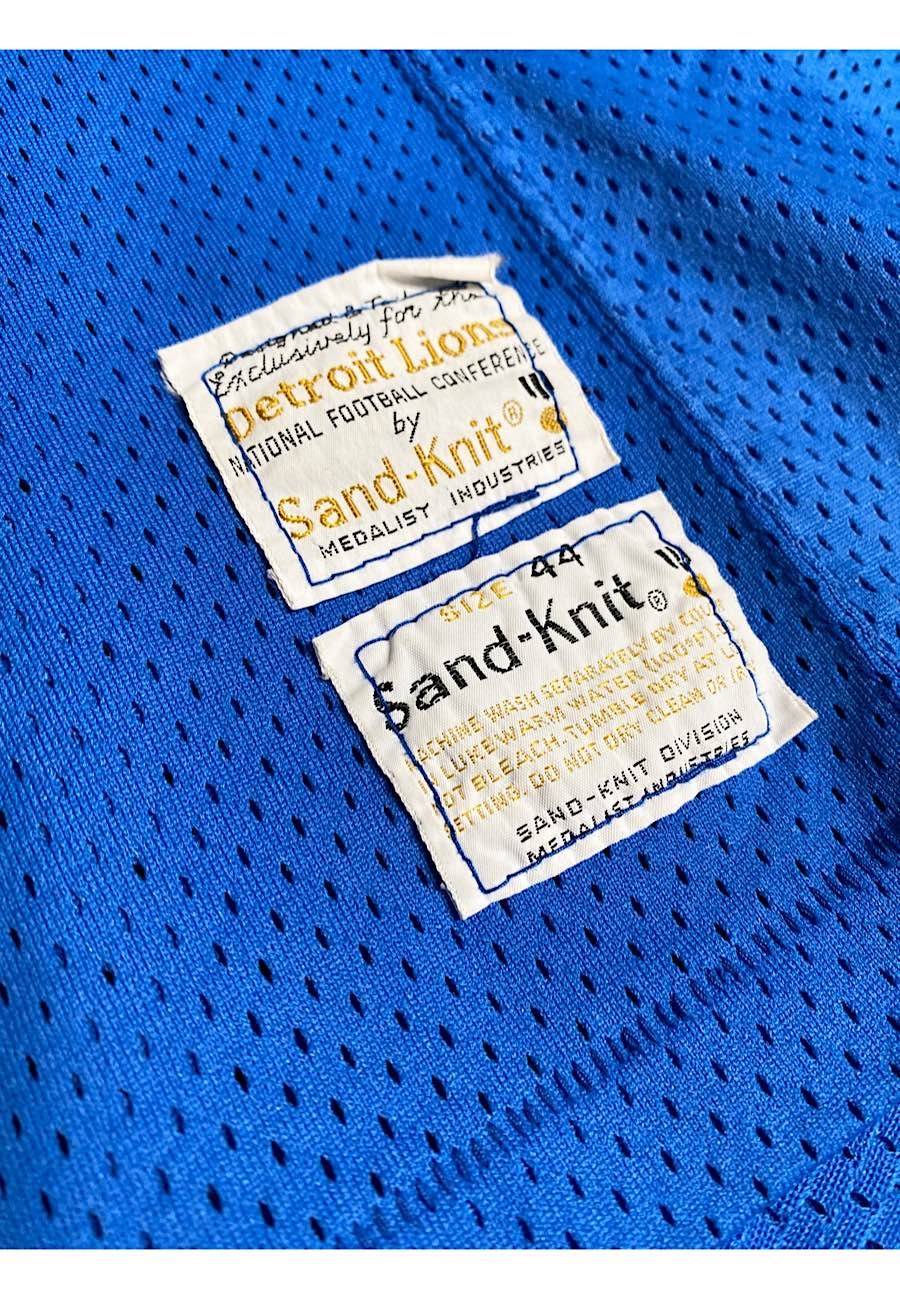 Designed &
Exclusively for the
Detroit Lions
NATIONAL FOOTBALL CONFERENCE
by
Sand-Knit®
MEDALIST INDUSTRIES
SIZE 44
Sand-Knit®
MACHINE WASH SEPARATELY BY
LUKEWARM WATER (100°F).
NOT BLEACH. TUMBLE DRY AT
SETTING. DO NOT DRY CLEAN OR
SAND-KNIT DIVISION
MEDALIST INDUSTRIES